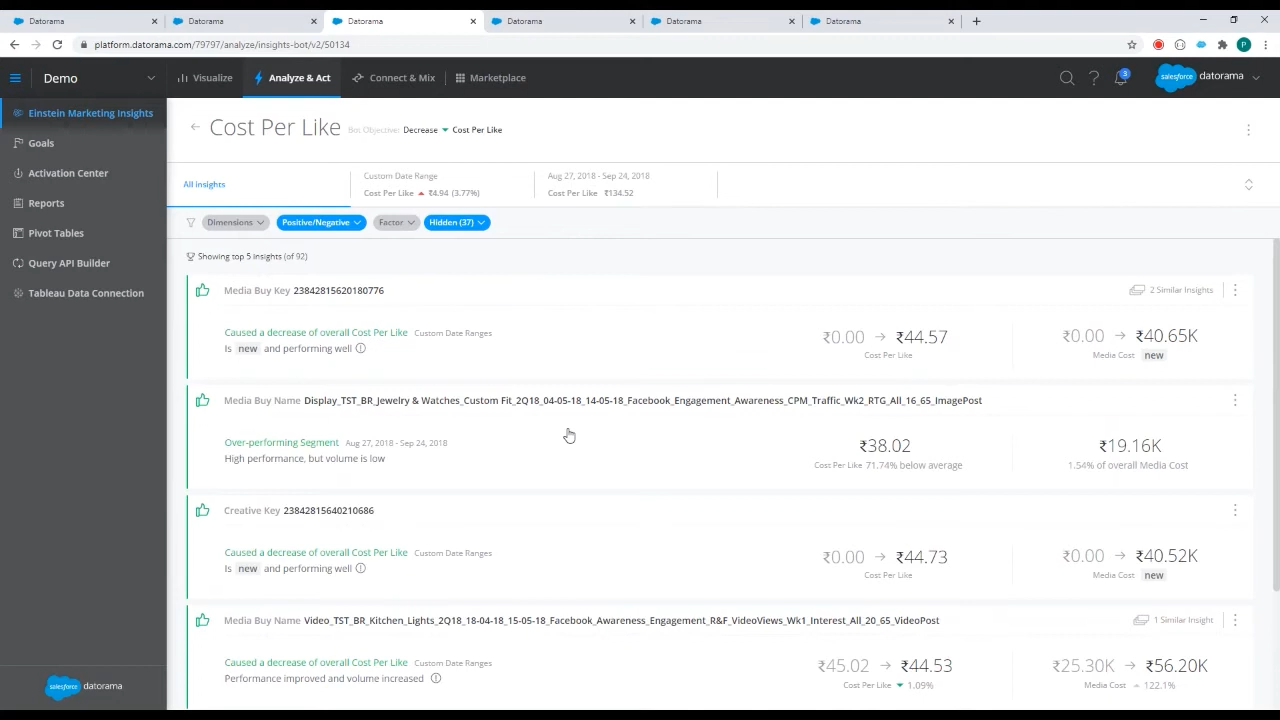 Datorama
Datorama
Datorama
Datorama
Datorama
Datorama
platform.datorama.com/79797/analyze/insights-bot/v2/50134
P
Demo
Visualize
Analyze & Act
Connect & Mix
Marketplace
3
salesforce datorama
Einstein Marketing Insights
Goals
Activation Center
Reports
Pivot Tables
Query API Builder
Tableau Data Connection
salesforce datorama
Cost Per Like Bot Objective: Decrease Cost Per Like
All insights
Custom Date Range
Cost Per Like ₹4.94 (3.77%)
Aug 27, 2018 - Sep 24, 2018
Cost Per Like ₹134.52
Dimensions
Positive/Negative
Factor
Hidden (37)
Showing top 5 insights (of 92)
Media Buy Key 23842815620180776
2 Similar Insights
Caused a decrease of overall Cost Per Like Custom Date Ranges
Is new and performing well
₹0.00 → ₹44.57
Cost Per Like
₹0.00 → ₹40.65K
Media Cost new
Media Buy Name Display_TST_BR_Jewelry & Watches_Custom Fit_2Q18_04-05-18_14-05-18_Facebook_Engagement_Awareness_CPM_Traffic_Wk2_RTG_All_16_65_ImagePost
Over-performing Segment Aug 27, 2018 - Sep 24, 2018
High performance, but volume is low
₹38.02
Cost Per Like 71.74% below average
₹19.16K
1.54% of overall Media Cost
Creative Key 23842815640210686
Caused a decrease of overall Cost Per Like Custom Date Ranges
Is new and performing well
₹0.00 → ₹44.73
Cost Per Like
₹0.00 → ₹40.52K
Media Cost new
Media Buy Name Video_TST_BR_Kitchen_Lights_2Q18_18-04-18_15-05-18_Facebook_Awareness_Engagement_R&F_VideoViews_Wk1_Interest_All_20_65_VideoPost
1 Similar Insight
Caused a decrease of overall Cost Per Like Custom Date Ranges
Performance improved and volume increased
₹45.02 → ₹44.53
Cost Per Like 1.09%
₹25.30K → ₹56.20K
Media Cost 122.1%